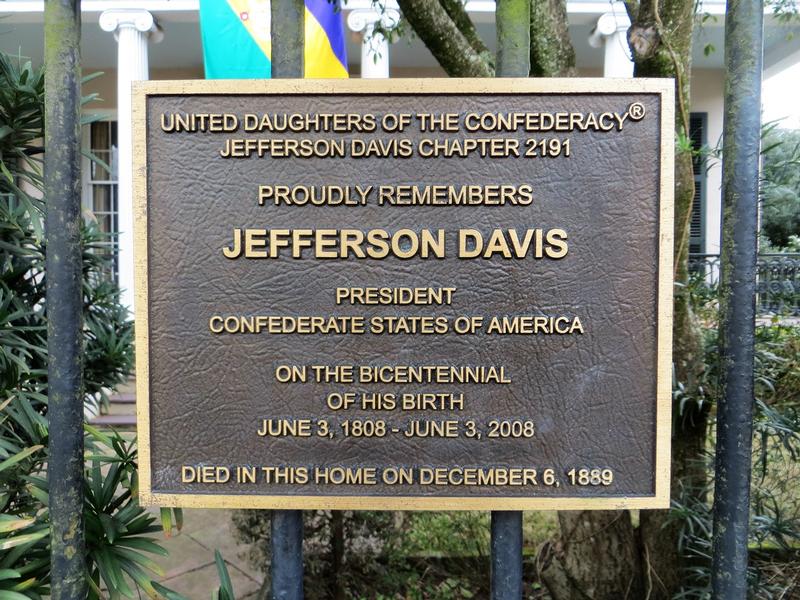 UNITED DAUGHTERS OF THE CONFEDERACY®
JEFFERSON DAVIS CHAPTER 2191
PROUDLY REMEMBERS
JEFFERSON DAVIS
PRESIDENT
CONFEDERATE STATES OF AMERICA
ON THE BICENTENNIAL
OF HIS BIRTH
JUNE 3, 1808 - JUNE 3, 2008
DIED IN THIS HOME ON DECEMBER 6, 1889